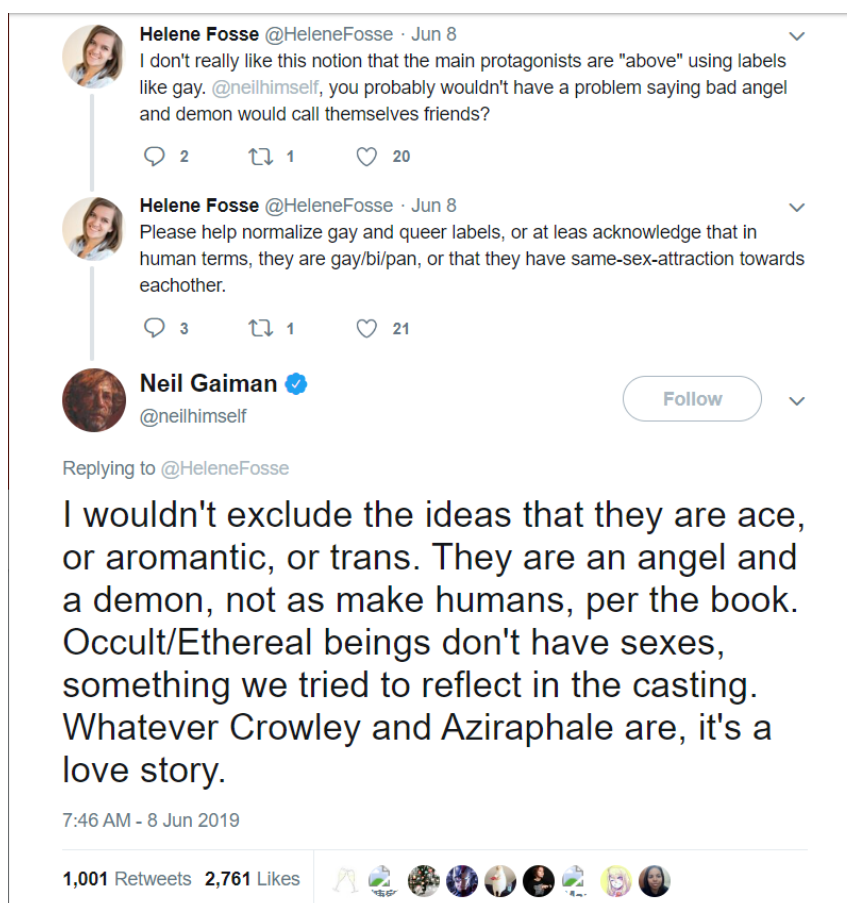 Helene Fosse @HeleneFosse · Jun 8
I don't really like this notion that the main protagonists are "above" using labels
like gay. @neilhimself, you probably wouldn't have a problem saying bad angel
and demon would call themselves friends?
2 1 20
Helene Fosse @HeleneFosse · Jun 8
Please help normalize gay and queer labels, or at leas acknowledge that in
human terms, they are gay/bi/pan, or that they have same-sex-attraction towards
eachother.
3 1 21
Neil Gaiman
@neilhimself
Follow
Replying to @HeleneFosse
I wouldn't exclude the ideas that they are ace,
or aromantic, or trans. They are an angel and
a demon, not as make humans, per the book.
Occult/Ethereal beings don't have sexes,
something we tried to reflect in the casting.
Whatever Crowley and Aziraphale are, it's a
love story.
7:46 AM - 8 Jun 2019
1,001 Retweets 2,761 Likes